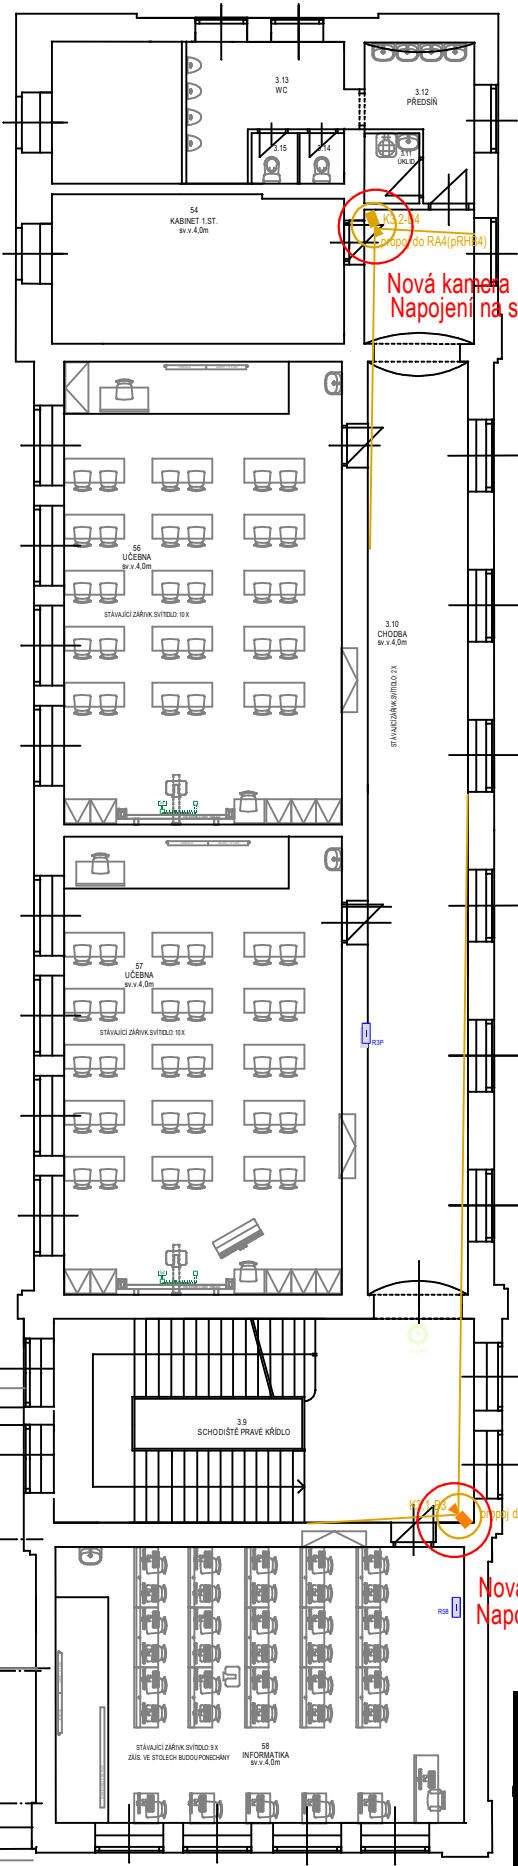 3.13
WC
3.12
PŘEDSÍŇ
3.15
3.14
3.11
ÚKLID
54
KABINET 1.ST.
sv.v.4,0m
propoj do RA4(pRH04)
Nová kamera
Napojení na s
56
UČEBNA
sv.v.4,0m
STÁVAJÍCÍ ZÁŘIVK.SVÍTIDLO: 10 X
3.10
CHODBA
sv.v.4,0m
STÁVAJÍCÍ ZÁŘIVK.SVÍTIDLO: 2 X
57
UČEBNA
sv.v.4,0m
STÁVAJÍCÍ ZÁŘIVK.SVÍTIDLO: 10 X
R3P
3.9
SCHODIŠTĚ PRAVÉ KŘÍDLO
propoj d
Nová
Napo
R58
STÁVAJÍCÍ ZÁŘIVK.SVÍTIDLO: 9 X
ZÁIS. VE STOLECH BUDOU PONECHÁNY
58
INFORMATIKA
sv.v.4,0m